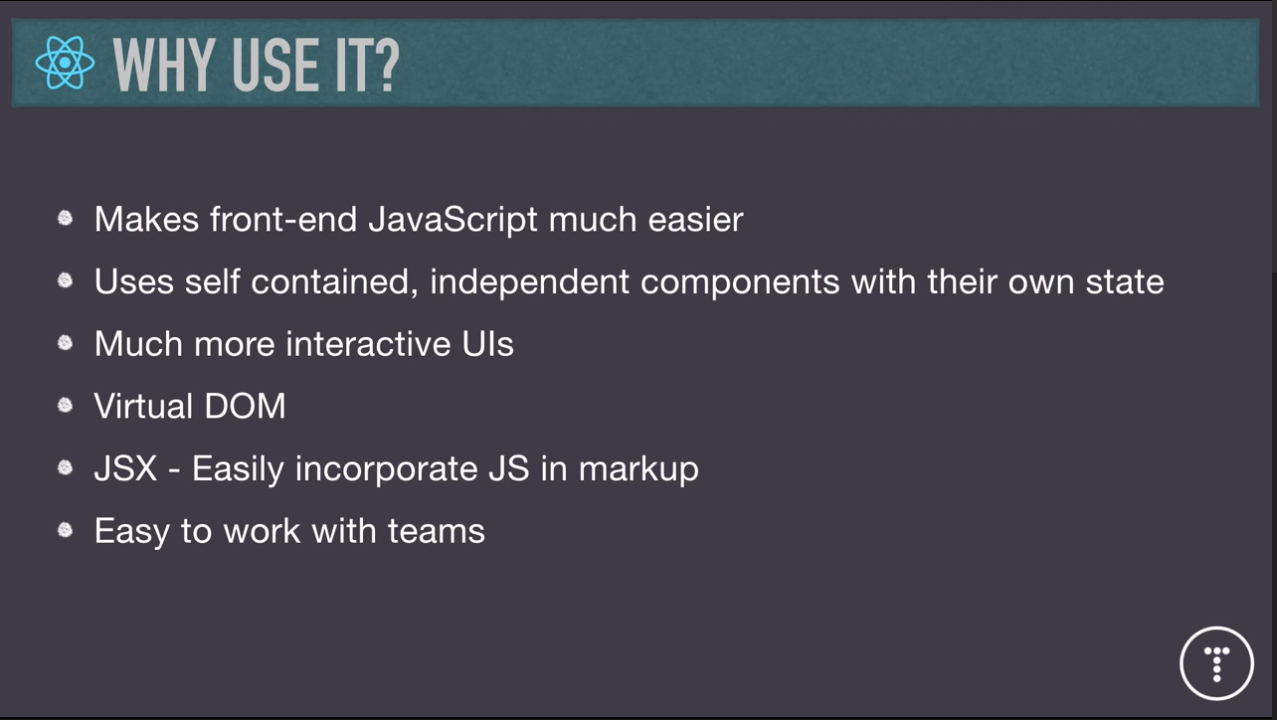 WHY USE IT?
Makes front-end JavaScript much easier
Uses self contained, independent components with their own state
Much more interactive UIs
Virtual DOM
JSX - Easily incorporate JS in markup
Easy to work with teams
T